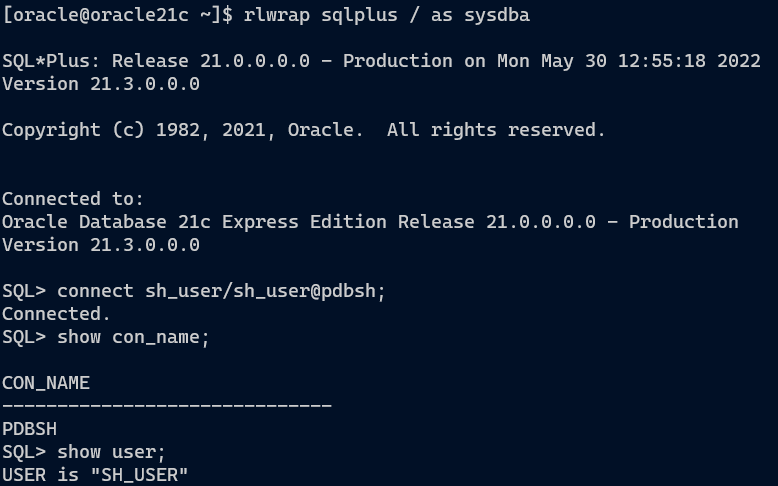 [oracle@oracle21c ~]$ rlwrap sqlplus / as sysdba
SQL*Plus: Release 21.0.0.0.0 - Production on Mon May 30 12:55:18 2022
Version 21.3.0.0.0
Copyright (c) 1982, 2021, Oracle.  All rights reserved.
Connected to:
Oracle Database 21c Express Edition Release 21.0.0.0.0 - Production
Version 21.3.0.0.0
SQL> connect sh_user/sh_user@pdbsh;
Connected.
SQL> show con_name;
CON_NAME
------------------------------
PDBSH
SQL> show user;
USER is "SH_USER"